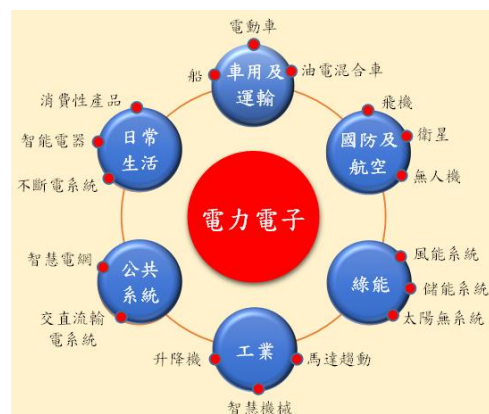 電動車
船
車用及
運輸
油電混合車
飛機
國防及
航空
衛星
無人機
消費性產品
智能電器
日常
生活
不斷電系統
電力電子
智慧電網
公共
系統
交直流輸
電系統
風能系統
綠能
儲能系統
太陽無系統
升降機
工業
馬達趨動
智慧機械